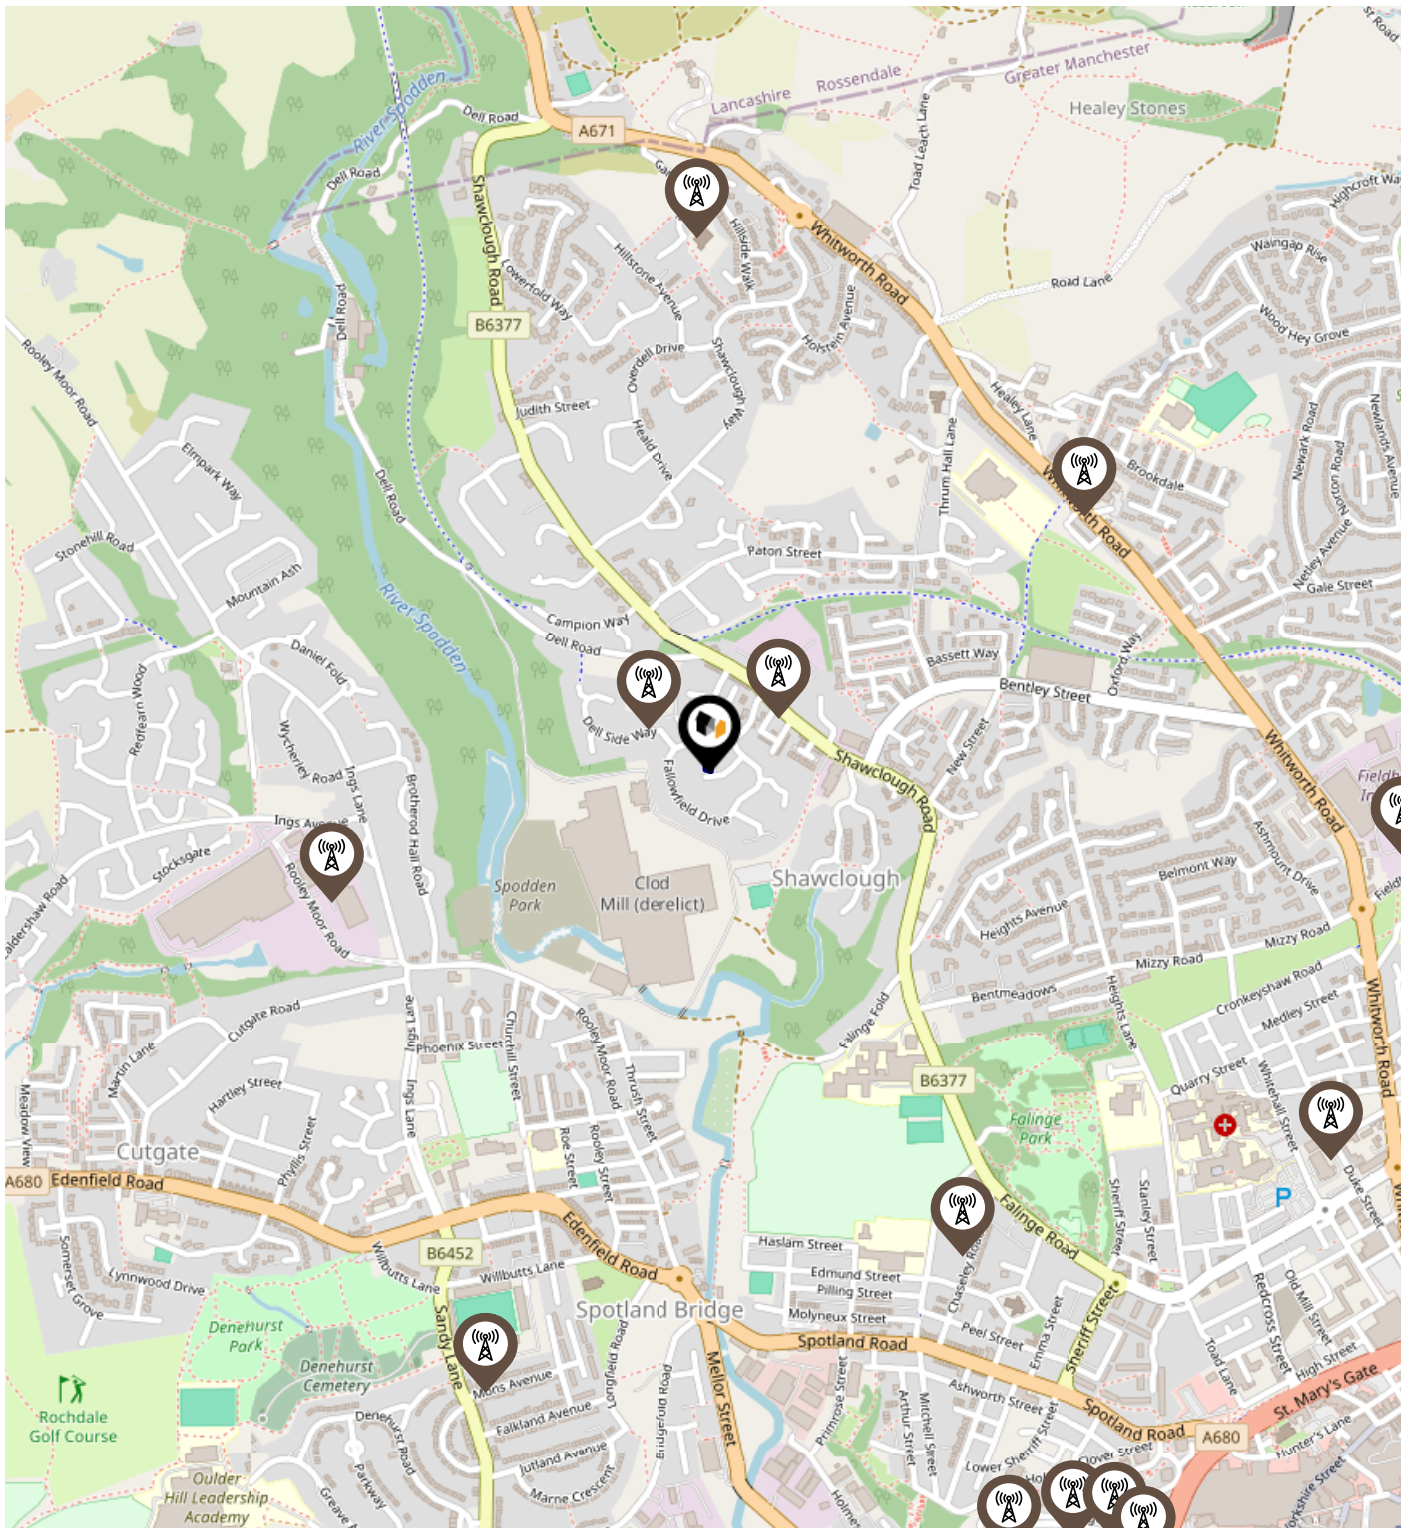 River Spodden
Dell Road
A671
Lancashire
Rossendale
Greater Manchester
Healey Stones
Toad Leach Lane
Dell Road
Shawclough Road
Hillside Walk
Whitworth Road
Waingap Rise
Hillstone Avenue
Lowerfold Way
Road Lane
Dell Road
B6377
Wood Hey Grove
Holstein Avenue
Rooley Moor Road
Overdell Drive
Shawclough Way
Judith Street
Healey Lane
Newark Road
Newlands Avenue
Norton Road
Heald Drive
Thrum Hall Lane
Elmpark Way
Dell Road
Brookdale
Whitworth Road
Stonehill Road
Paton Street
Netley Avenue
Gale Street
Mountain Ash
River Spodden
Campion Way
Dell Road
Daniel Fold
Bassett Way
Oxford Way
Bentley Street
Redfearn Wood
Wycherley Road
Dell Side Way
New Street
Shawclough Road
Whitworth Road
Ings Lane
Fallowfield Drive
Brotherod Hall Road
Ings Avenue
Stocksgate
Ashmount Drive
Belmont Way
Rooley Moor Road
Spodden
Park
Clod
Mill (derelict)
Shawclough
Heights Avenue
Mizzy Road
Mizzy Road
Bentmeadows
Heights Lane
Cronkeyshaw Road
Medley Street
Whitworth Road
Cutgate Road
Ings Lane
Churchill Street
Rooley Moor Road
Falinge Fold
Phoenix Street
Martin Lane
Hartley Street
Thrush Street
B6377
Quarry Street
Whitehall Street
Meadow View
Ings Lane
Falinge
Park
Cutgate
Phyllis Street
Roe Street
Rooley Street
A680
Edenfield Road
Sheriff Street
Stanley Street
Duke Street
P
Falinge Road
Somerset Grove
Lynnwood Drive
Willbutts Lane
B6452
Willbutts Lane
Edenfield Road
Haslam Street
Edmund Street
Pilling Street
Molyneux Street
Redcross Street
Old Mill Street
Spotland Bridge
Denehurst
Park
Sandy Lane
Spotland Road
Peel Street
Emma Street
Sheriff Street
Toad Lane
High Street
Denehurst
Cemetery
Longfield Road
Bridgefold Road
Mellor Street
Primrose Street
Ashworth Street
St. Mary's Gate
Rochdale
Golf Course
Denehurst Road
Falkland Avenue
Arthur Street
Mitchell Street
Spotland Road
A680
Hunter's Lane
Parkway
Jutland Avenue
Lower Sheriff Street
Clover Street
Oulder
Hill Leadership
Academy
Marne Crescent